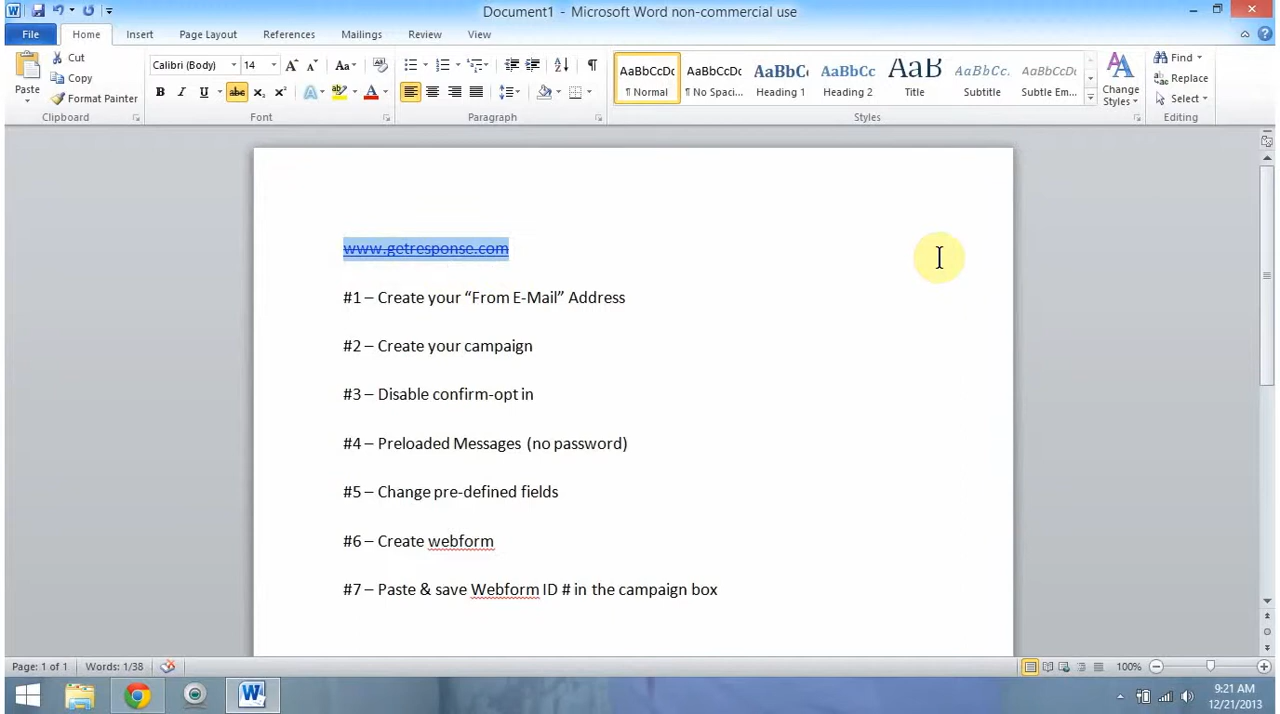 Document1 - Microsoft Word non-commercial use
File Home Insert Page Layout References Mailings Review View
Paste
Cut
Copy
Format Painter
Clipboard
Calibri (Body) 14
Font
Paragraph
AaBbCcDc AaBbCcDc AaBbC AaBbCc AaB AaBbCcDc AaBbCcDc
¶ Normal ¶ No Spaci... Heading 1 Heading 2 Title Subtitle Subtle Em...
Change Styles
Styles
Find
Replace
Select
Editing
www.getresponse.com
#1 – Create your “From E-Mail” Address
#2 – Create your campaign
#3 – Disable confirm-opt in
#4 – Preloaded Messages (no password)
#5 – Change pre-defined fields
#6 – Create webform
#7 – Paste & save Webform ID # in the campaign box
Page: 1 of 1 Words: 1/38 100%
9:21 AM
12/21/2013